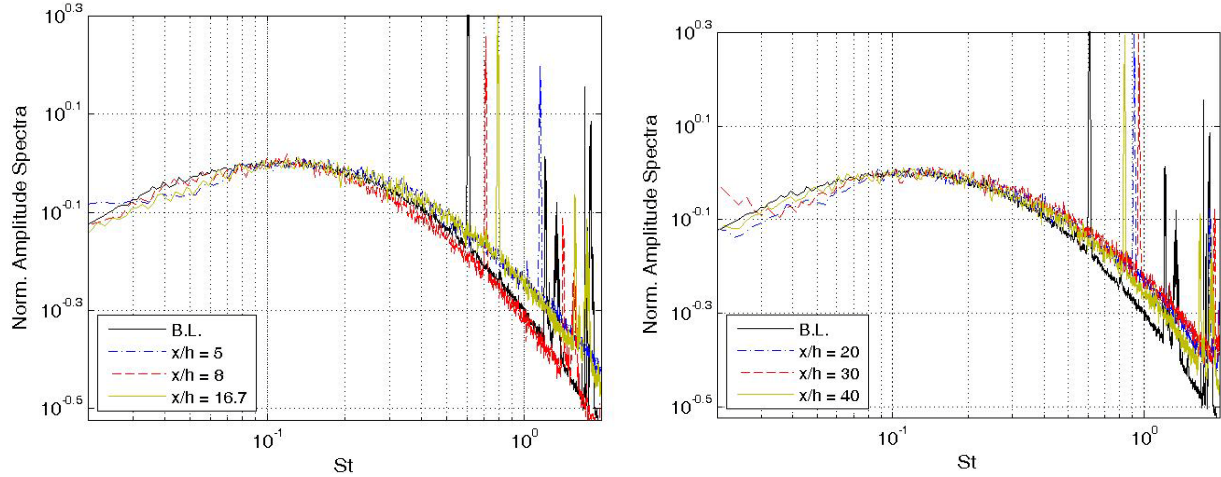 10^0.3
10^0.1
10^-0.1
10^-0.3
10^-0.5
Norm. Amplitude Spectra
B.L.
x/h = 5
x/h = 8
x/h = 16.7
10^-1
10^0
St
10^0.3
10^0.1
10^-0.1
10^-0.3
10^-0.5
Norm. Amplitude Spectra
B.L.
x/h = 20
x/h = 30
x/h = 40
10^-1
10^0
St